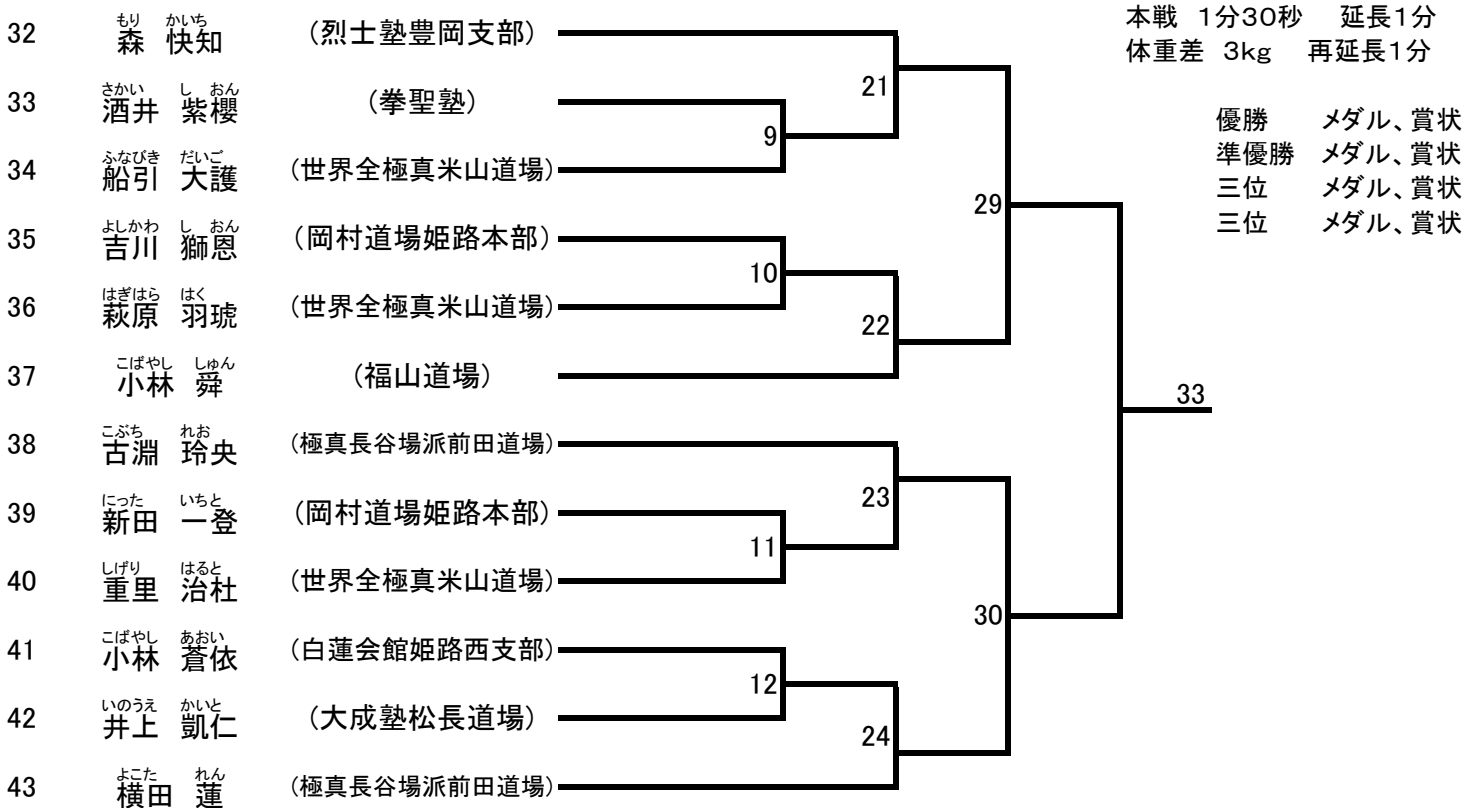 本戦 1分30秒 延長1分
体重差 3kg 再延長1分
優勝 メダル、賞状
準優勝 メダル、賞状
三位 メダル、賞状
三位 メダル、賞状
もり かいち
32 森 快知 (烈士塾豊岡支部)
21
さかい し おん
33 酒井 紫櫻 (拳聖塾)
9
ふなびき だいご
34 船引 大護 (世界全極真米山道場)
29
よしかわ し おん
35 吉川 獅恩 (岡村道場姫路本部)
10
はぎはら はく
36 萩原 羽琥 (世界全極真米山道場)
22
こばやし しゅん
37 小林 舜 (福山道場)
33
こぶち れお
38 古淵 玲央 (極真長谷場派前田道場)
23
にった いちと
39 新田 一登 (岡村道場姫路本部)
11
しげり はると
40 重里 治杜 (世界全極真米山道場)
30
こばやし あおい
41 小林 蒼依 (白蓮会館姫路西支部)
12
いのうえ かいと
42 井上 凱仁 (大成塾松長道場)
24
よこた れん
43 横田 蓮 (極真長谷場派前田道場)